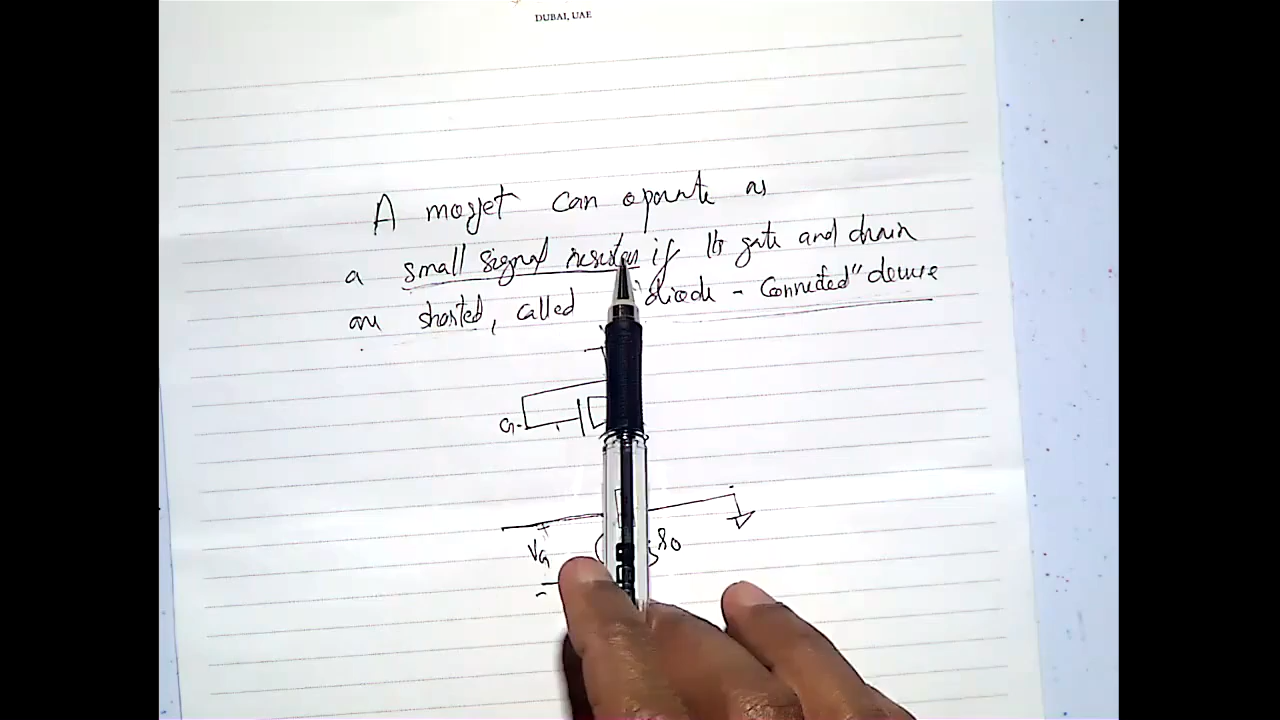 DUBAI, UAE
A mosfet can operate as
a small signal resistor if its gate and drain
are shorted, called "diode - connected" device
G
VG
+
-
ro